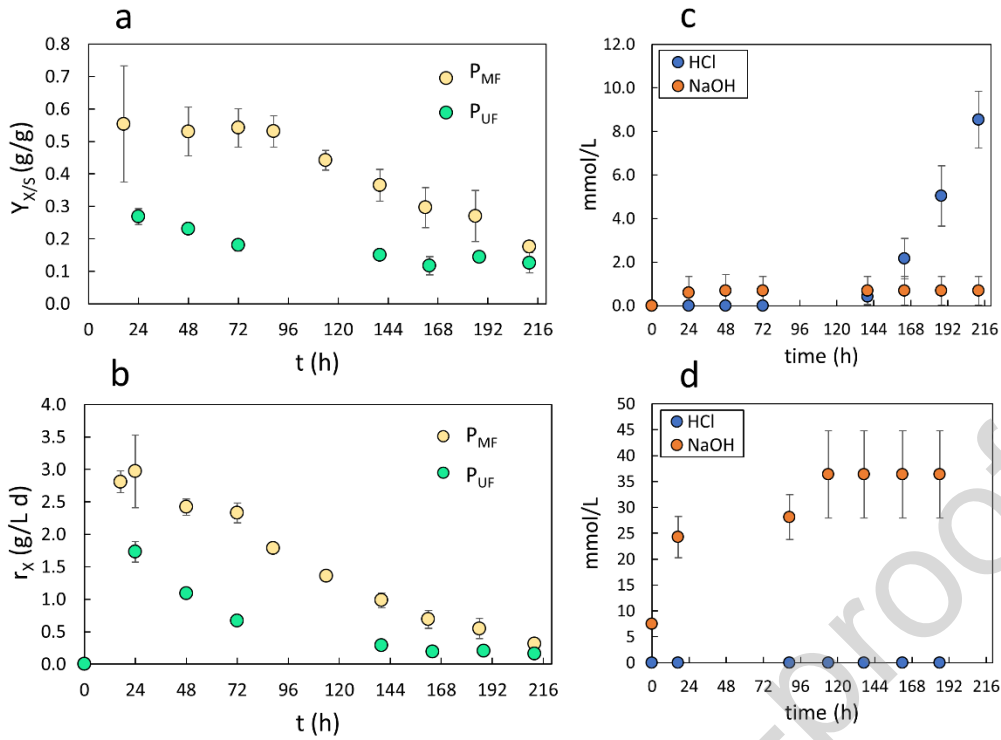 a
Y_X/S (g/g)
0.8
0.7
0.6
0.5
0.4
0.3
0.2
0.1
0.0
P_MF
P_UF
0 24 48 72 96 120 144 168 192 216
t (h)
c
mmol/L
12.0
10.0
8.0
6.0
4.0
2.0
0.0
HCl
NaOH
0 24 48 72 96 120 144 168 192 216
time (h)
b
r_X (g/L d)
4.0
3.5
3.0
2.5
2.0
1.5
1.0
0.5
0.0
P_MF
P_UF
0 24 48 72 96 120 144 168 192 216
t (h)
d
mmol/L
50
45
40
35
30
25
20
15
10
5
0
HCl
NaOH
0 24 48 72 96 120 144 168 192 216
time (h)
proof